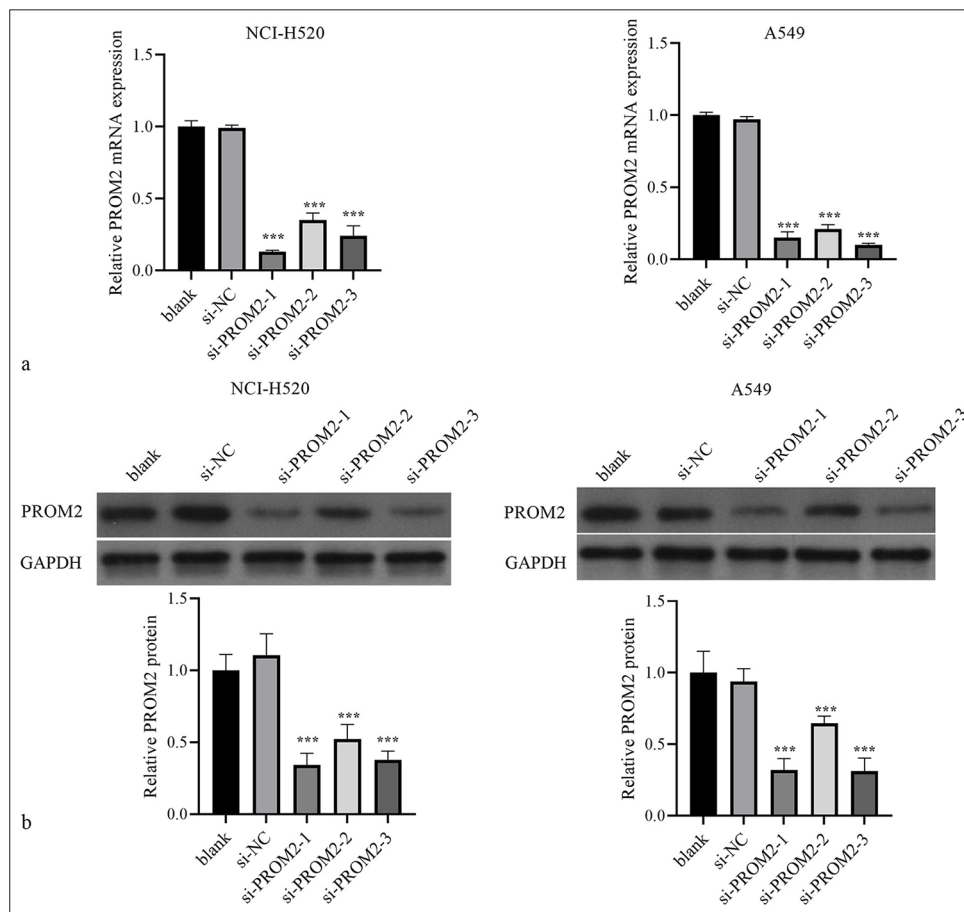 NCI-H520
Relative PROM2 mRNA expression
1.5
1.0
0.5
0.0
***
***
***
blank
si-NC
si-PROM2-1
si-PROM2-2
si-PROM2-3
A549
Relative PROM2 mRNA expression
1.5
1.0
0.5
0.0
***
***
***
blank
si-NC
si-PROM2-1
si-PROM2-2
si-PROM2-3
a
NCI-H520
blank
si-NC
si-PROM2-1
si-PROM2-2
si-PROM2-3
PROM2
GAPDH
A549
blank
si-NC
si-PROM2-1
si-PROM2-2
si-PROM2-3
PROM2
GAPDH
Relative PROM2 protein
1.5
1.0
0.5
0.0
***
***
***
blank
si-NC
si-PROM2-1
si-PROM2-2
si-PROM2-3
Relative PROM2 protein
1.5
1.0
0.5
0.0
***
***
***
blank
si-NC
si-PROM2-1
si-PROM2-2
si-PROM2-3
b